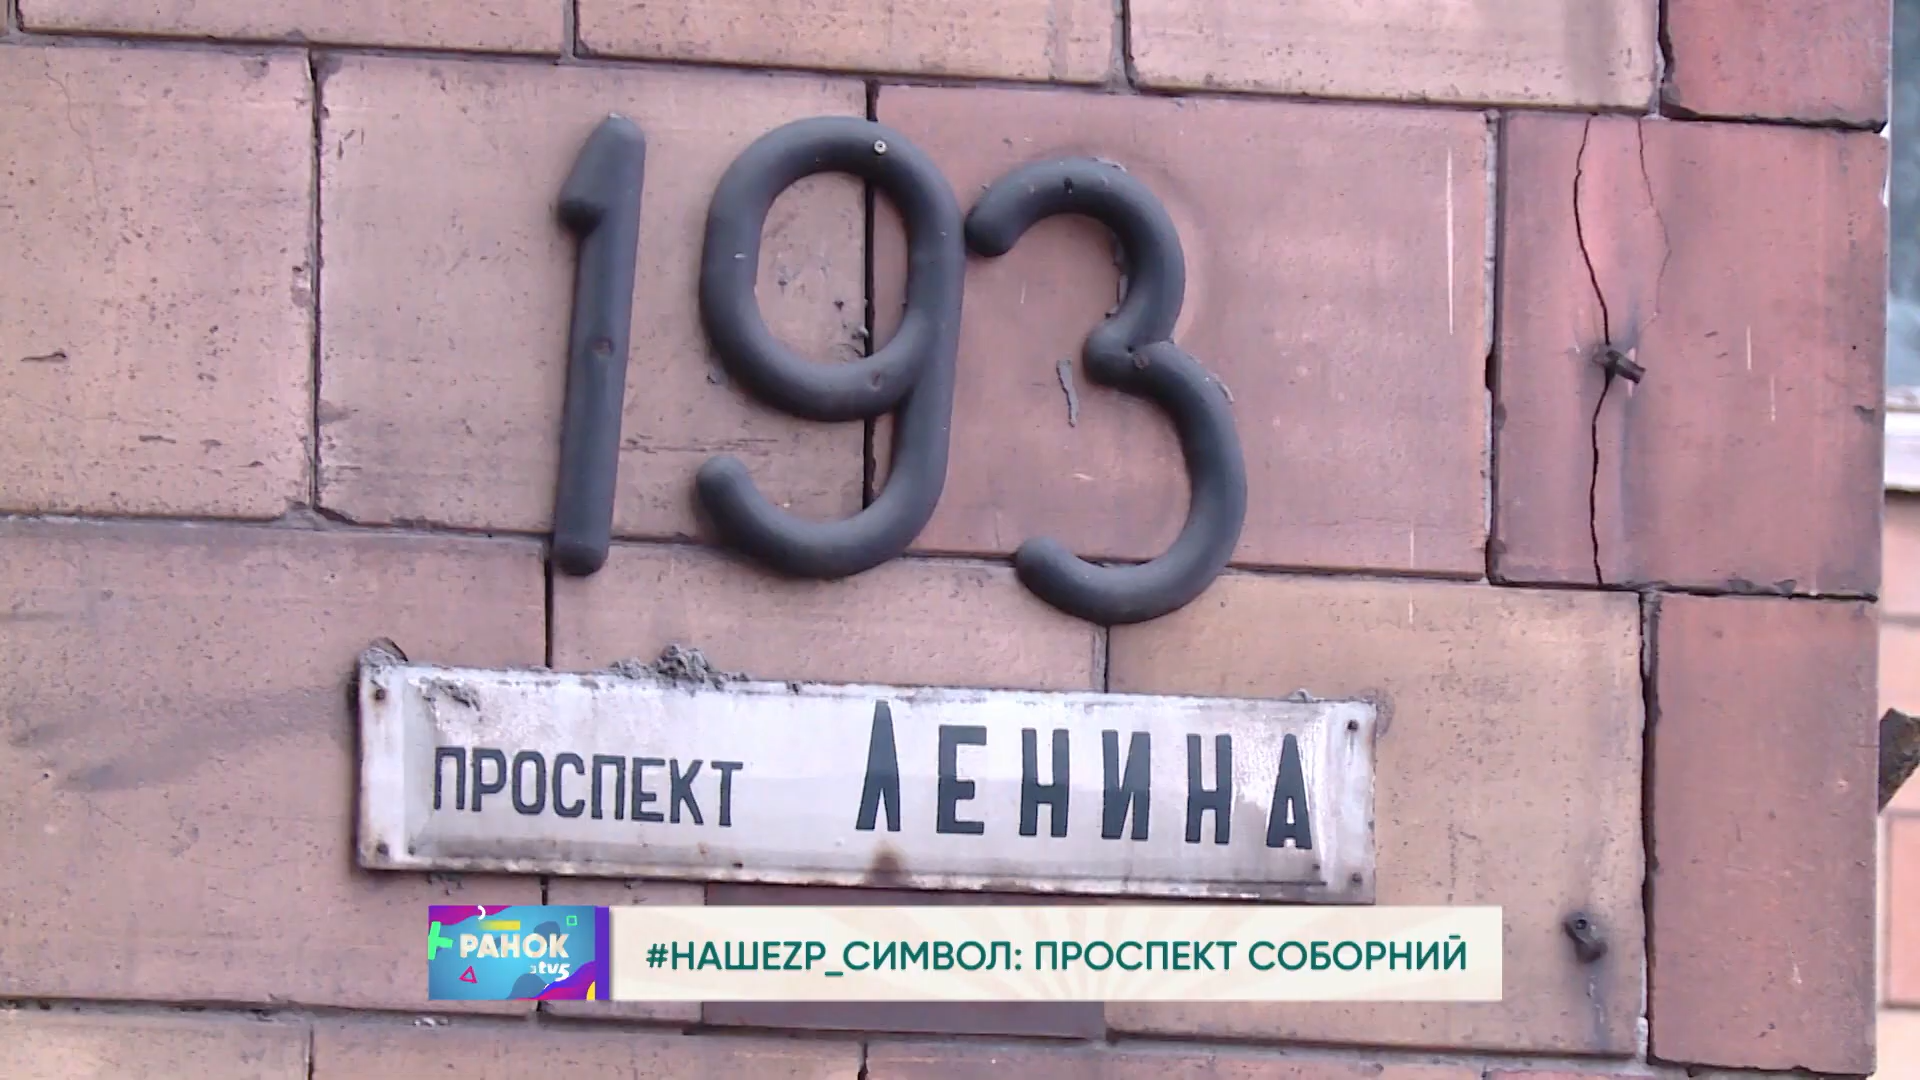 193
ПРОСПЕКТ ЛЕНИНА
РАНОК
tv5
#НАШЕZP_СИМВОЛ: ПРОСПЕКТ СОБОРНИЙ